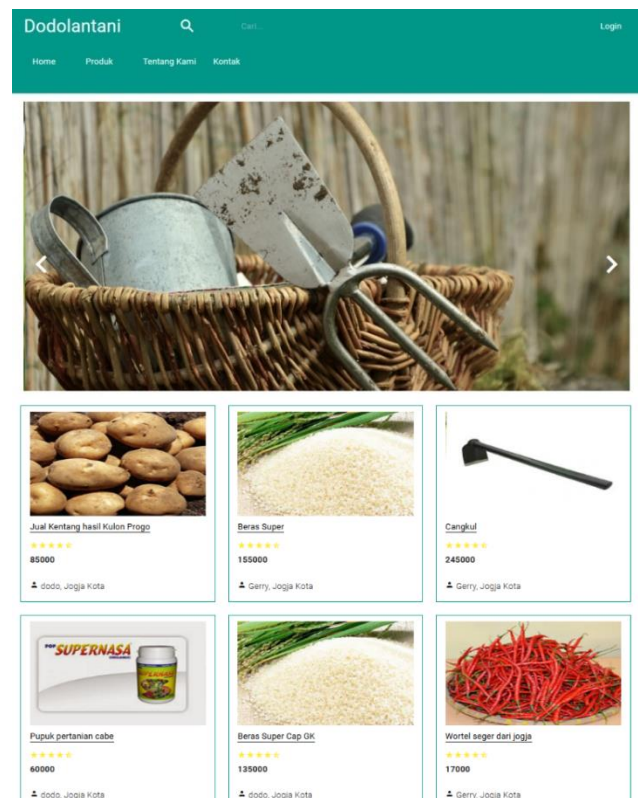 Dodolantani
Cari...
Login
Home Produk Tentang Kami Kontak
Jual Kentang hasil Kulon Progo
85000
dodo, Jogja Kota
Beras Super
155000
Gerry, Jogja Kota
Cangkul
245000
Gerry, Jogja Kota
SUPERNASA
Pupuk pertanian cabe
60000
dodo, Jogja Kota
Beras Super Cap GK
135000
dodo, Jogja Kota
Wortel seger dari jogja
17000
Gerry, Jogja Kota